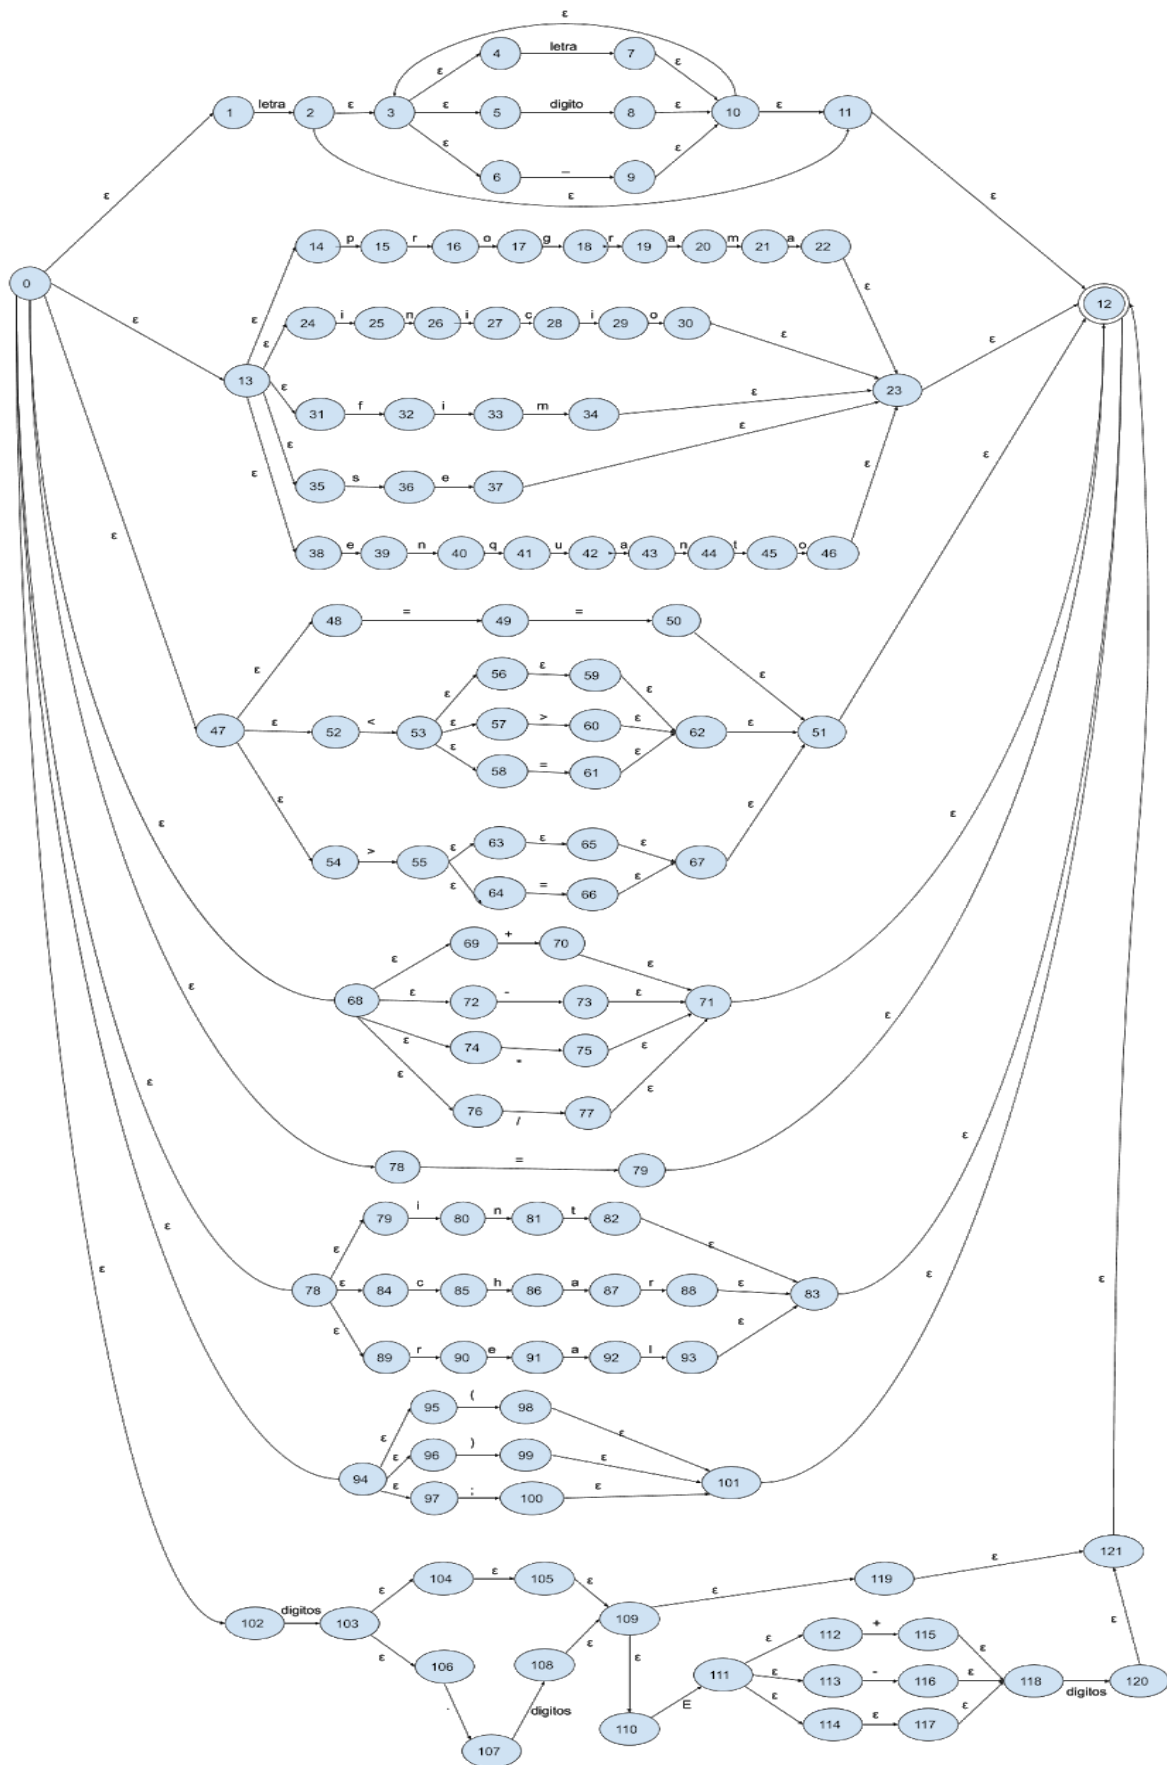 ε
4 letra 7
ε ε
1 letra 2 ε 3 ε 5 digito 8 ε 10 ε 11
ε ε
6 _ 9
ε ε ε
14 p 15 r 16 o 17 g 18 r 19 a 20 m 21 a 22
0 ε
12
ε ε 24 i 25 n 26 i 27 c 28 i 29 o 30 ε ε
ε
13 ε 23
ε 31 f 32 i 33 m 34 ε
ε ε
ε 35 s 36 e 37 ε
ε
38 e 39 n 40 q 41 u 42 a 43 n 44 t 45 o 46
48 = 49 = 50
ε 56 ε 59 ε
ε ε
47 ε 52 < 53 ε 57 > 60 ε 62 ε 51
ε 58 = 61 ε
ε ε
54 > 55 ε 63 ε 65 ε 67
ε ε 64 = 66 ε
ε
69 + 70
ε ε
68 ε 72 - 73 ε 71
ε
ε 74 * 75 ε
ε 76 / 77 ε
78 = 79
ε
79 i 80 n 81 t 82
ε ε ε ε
78 ε 84 c 85 h 86 a 87 r 88 ε 83
ε ε ε
89 r 90 e 91 a 92 l 93
ε
95 ( 98
ε ε
94 ε 96 ) 99 ε 101
ε 97 ; 100 ε
121
104 ε 105 ε 119
ε ε ε
102 digitos 103 109
ε ε ε ε 112 + 115 ε ε
106 108 111 ε 113 - 116 ε 118 digitos 120
. digitos E ε ε
107 110 114 ε 117